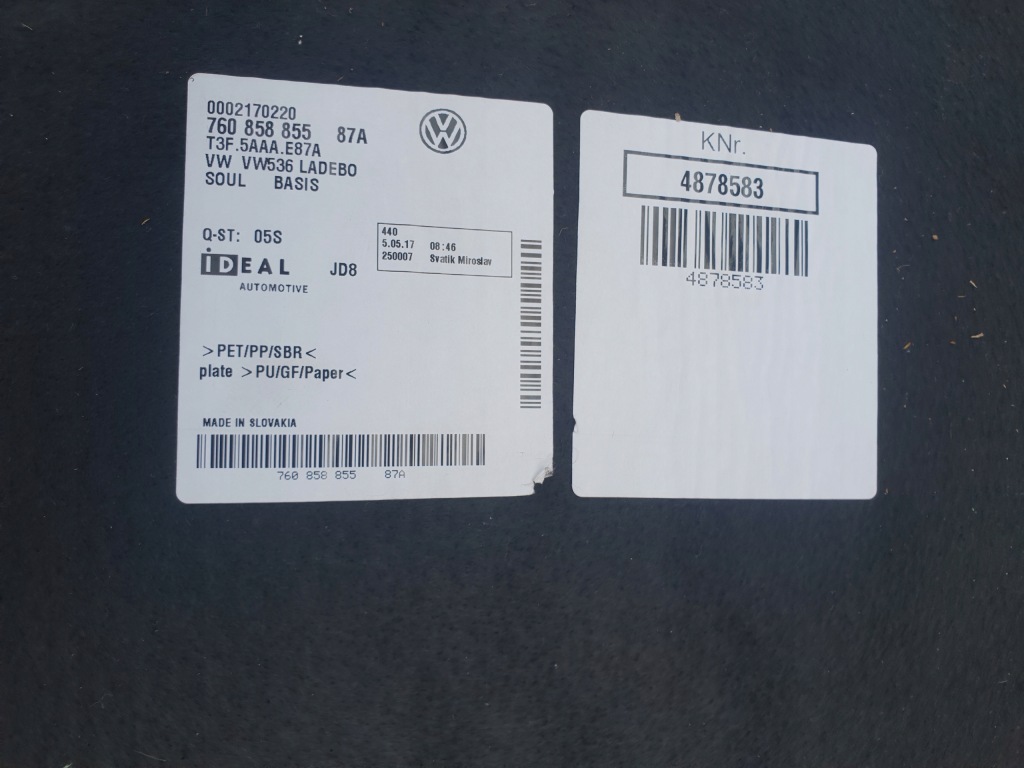 0002170220
760 858 855 87A
T3F.5AAA.E87A
VW VW536 LADEBO
SOUL BASIS
Q-ST: 05S
iDEAL JD8
AUTOMOTIVE
440
5.05.17 08:46
250007 Svatik Miroslav
>PET/PP/SBR<
plate >PU/GF/Paper<
MADE IN SLOVAKIA
760 858 855 87A
KNr.
4878583
4878583